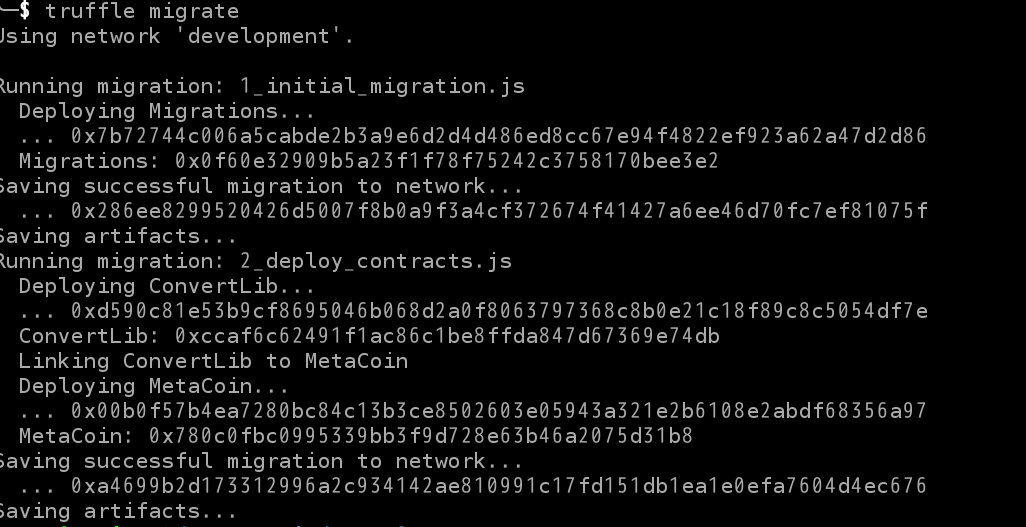 $ truffle migrate
Using network 'development'.
Running migration: 1_initial_migration.js
Deploying Migrations...
... 0x7b72744c006a5cabde2b3a9e6d2d4d486ed8cc67e94f4822ef923a62a47d2d86
Migrations: 0x0f60e32909b5a23f1f78f75242c3758170bee3e2
Saving successful migration to network...
... 0x286ee8299520426d5007f8b0a9f3a4cf372674f41427a6ee46d70fc7ef81075f
Saving artifacts...
Running migration: 2_deploy_contracts.js
Deploying ConvertLib...
... 0xd590c81e53b9cf8695046b068d2a0f8063797368c8b0e21c18f89c8c5054df7e
ConvertLib: 0xccaf6c62491f1ac86c1be8ffda847d67369e74db
Linking ConvertLib to MetaCoin
Deploying MetaCoin...
... 0x00b0f57b4ea7280bc84c13b3ce8502603e05943a321e2b6108e2abdf68356a97
MetaCoin: 0x780c0fbc0995339bb3f9d728e63b46a2075d31b8
Saving successful migration to network...
... 0xa4699b2d173312996a2c934142ae810991c17fd151db1ea1e0efa7604d4ec676
Saving artifacts...